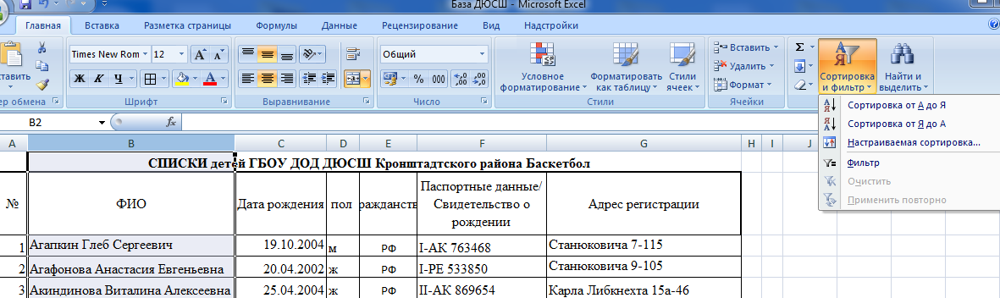 База ДЮСШ - Microsoft Excel
Главная Вставка Разметка страницы Формулы Данные Рецензирование Вид Надстройки
Times New Rom 12 Общий Вставить Σ
Удалить
Ж К Ч % 000 Условное форматирование Форматировать как таблицу Стили ячеек Формат Сортировка и фильтр Найти и выделить
Шрифт Выравнивание Число Стили Ячейки
B2 fx
Сортировка от А до Я
Сортировка от Я до А
Настраиваемая сортировка...
Фильтр
Очистить
Применить повторно
A B C D E F G H I J
СПИСКИ детей ГБОУ ДОД ДЮСШ Кронштадтского района Баскетбол
№ ФИО Дата рождения пол ражданств Паспортные данные/ Свидетельство о рождении Адрес регистрации
1 Агапкин Глеб Сергеевич 19.10.2004 м РФ I-АК 763468 Станюковича 7-115
2 Агафонова Анастасия Евгеньевна 20.04.2002 ж РФ I-РЕ 533850 Станюковича 9-105
3 Акиндинова Виталина Алексеевна 25.04.2004 ж РФ II-АК 869654 Карла Либкнехта 15а-46